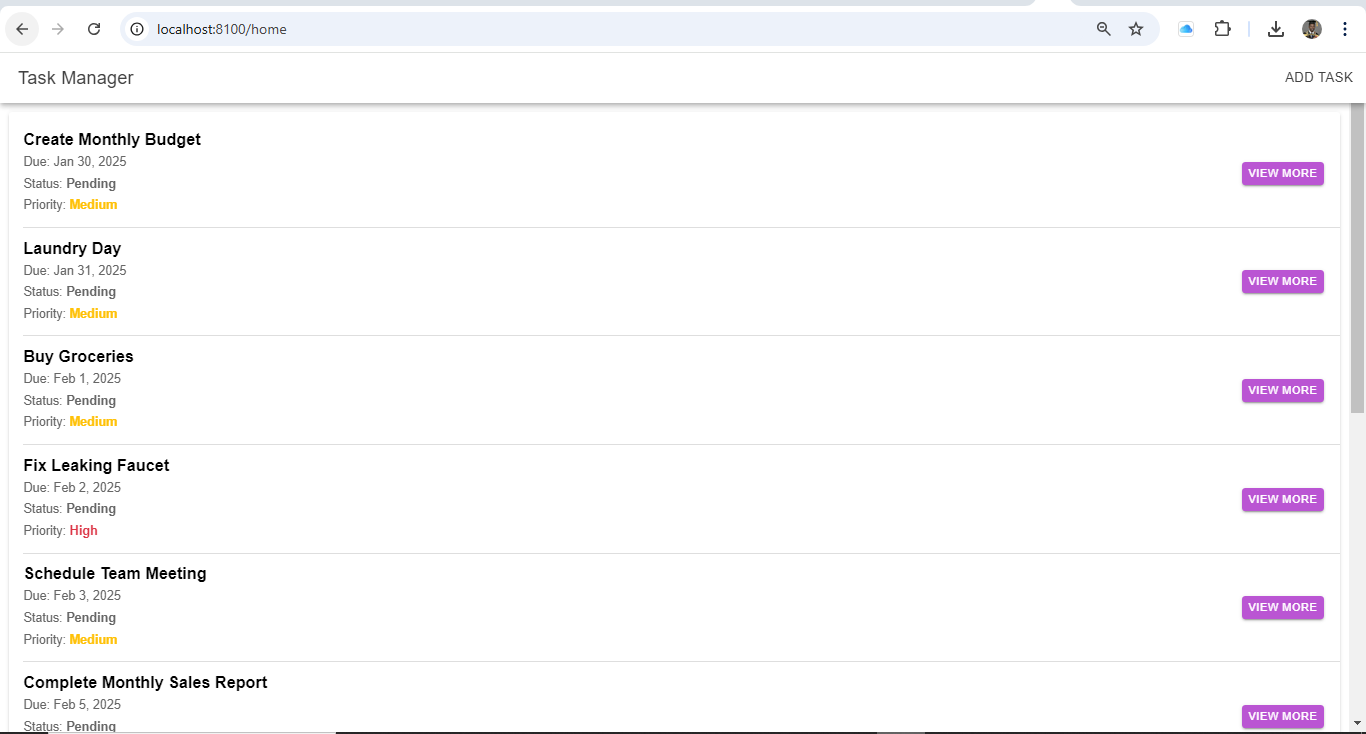 localhost:8100/home
Task Manager
ADD TASK
Create Monthly Budget
Due: Jan 30, 2025
Status: Pending
Priority: Medium
VIEW MORE
Laundry Day
Due: Jan 31, 2025
Status: Pending
Priority: Medium
VIEW MORE
Buy Groceries
Due: Feb 1, 2025
Status: Pending
Priority: Medium
VIEW MORE
Fix Leaking Faucet
Due: Feb 2, 2025
Status: Pending
Priority: High
VIEW MORE
Schedule Team Meeting
Due: Feb 3, 2025
Status: Pending
Priority: Medium
VIEW MORE
Complete Monthly Sales Report
Due: Feb 5, 2025
Status: Pending
VIEW MORE